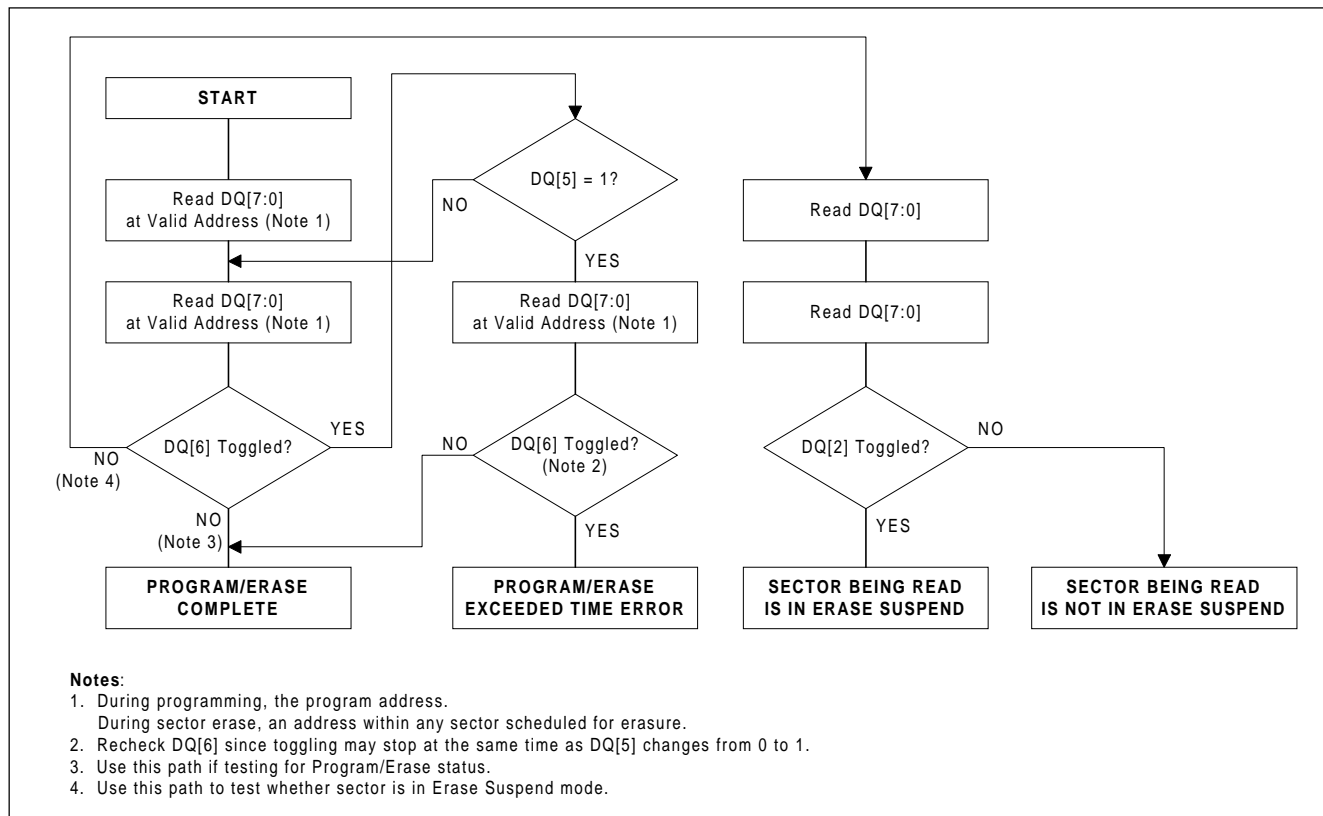 START
Read DQ[7:0]
at Valid Address (Note 1)
Read DQ[7:0]
at Valid Address (Note 1)
DQ[6] Toggled?
YES
NO
(Note 4)
NO
(Note 3)
PROGRAM/ERASE
COMPLETE
DQ[5] = 1?
NO
YES
Read DQ[7:0]
at Valid Address (Note 1)
DQ[6] Toggled?
(Note 2)
NO
YES
PROGRAM/ERASE
EXCEEDED TIME ERROR
Read DQ[7:0]
Read DQ[7:0]
DQ[2] Toggled?
NO
YES
SECTOR BEING READ
IS IN ERASE SUSPEND
SECTOR BEING READ
IS NOT IN ERASE SUSPEND
Notes:
1. During programming, the program address.
During sector erase, an address within any sector scheduled for erasure.
2. Recheck DQ[6] since toggling may stop at the same time as DQ[5] changes from 0 to 1.
3. Use this path if testing for Program/Erase status.
4. Use this path to test whether sector is in Erase Suspend mode.